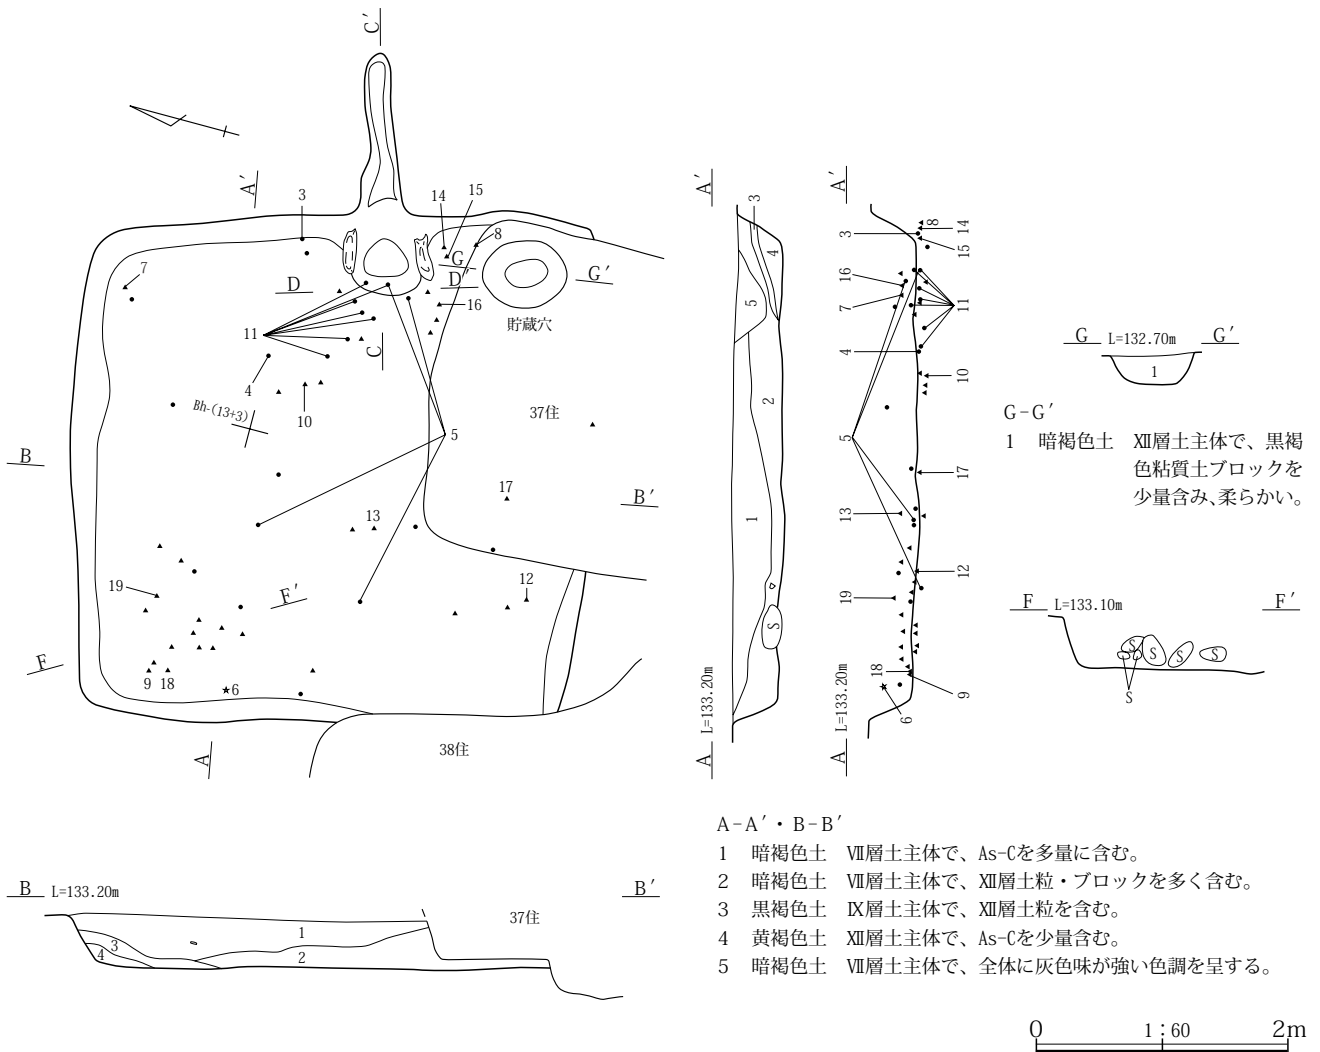 C′
A′
3
14
15
8
7
G
G′
D
D′
16
貯蔵穴
11
C
4
10
Bh-(13+3)
37住
5
B
B′
17
13
19
12
F′
F
9 18
6
A
38住
A′
3
4
5
2
1
S
L=133.20m
A
A′
8
14
3
15
16
7
11
4
10
5
17
13
12
19
18
9
6
L=133.20m
A
G L=132.70m G′
1
G-G′
1 暗褐色土 Ⅻ層土主体で、黒褐
色粘質土ブロックを
少量含み、柔らかい。
F L=133.10m F′
S
S
S
S
S
A-A′・B-B′
1 暗褐色土 Ⅶ層土主体で、As-Cを多量に含む。
2 暗褐色土 Ⅶ層土主体で、Ⅻ層土粒・ブロックを多く含む。
3 黒褐色土 Ⅸ層土主体で、Ⅻ層土粒を含む。
4 黄褐色土 Ⅻ層土主体で、As-Cを少量含む。
5 暗褐色土 Ⅶ層土主体で、全体に灰色味が強い色調を呈する。
B L=133.20m B′
37住
1
3
4
2
0 1:60 2m